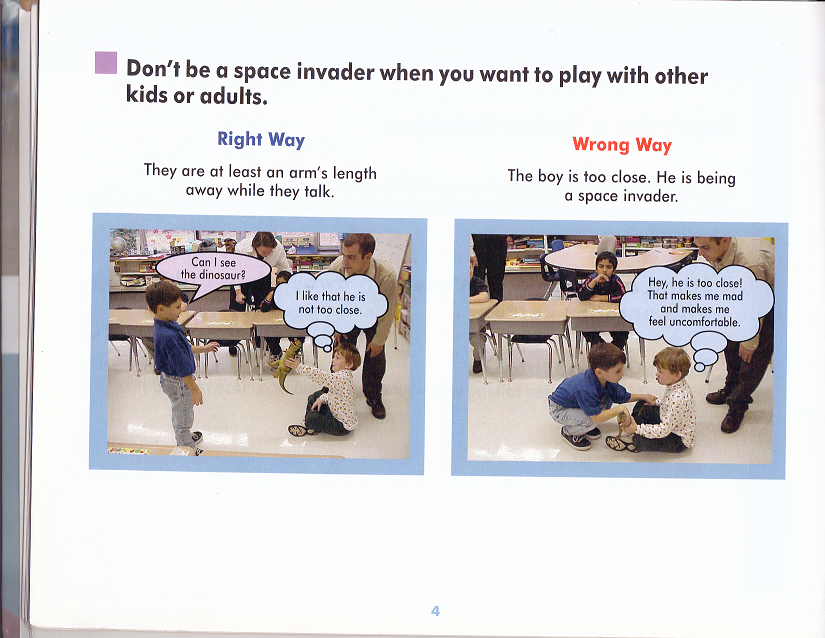 Don't be a space invader when you want to play with other
kids or adults.
Right Way
They are at least an arm's length
away while they talk.
Can I see
the dinosaur?
I like that he is
not too close.
Wrong Way
The boy is too close. He is being
a space invader.
Hey, he is too close!
That makes me mad
and makes me
feel uncomfortable.
4